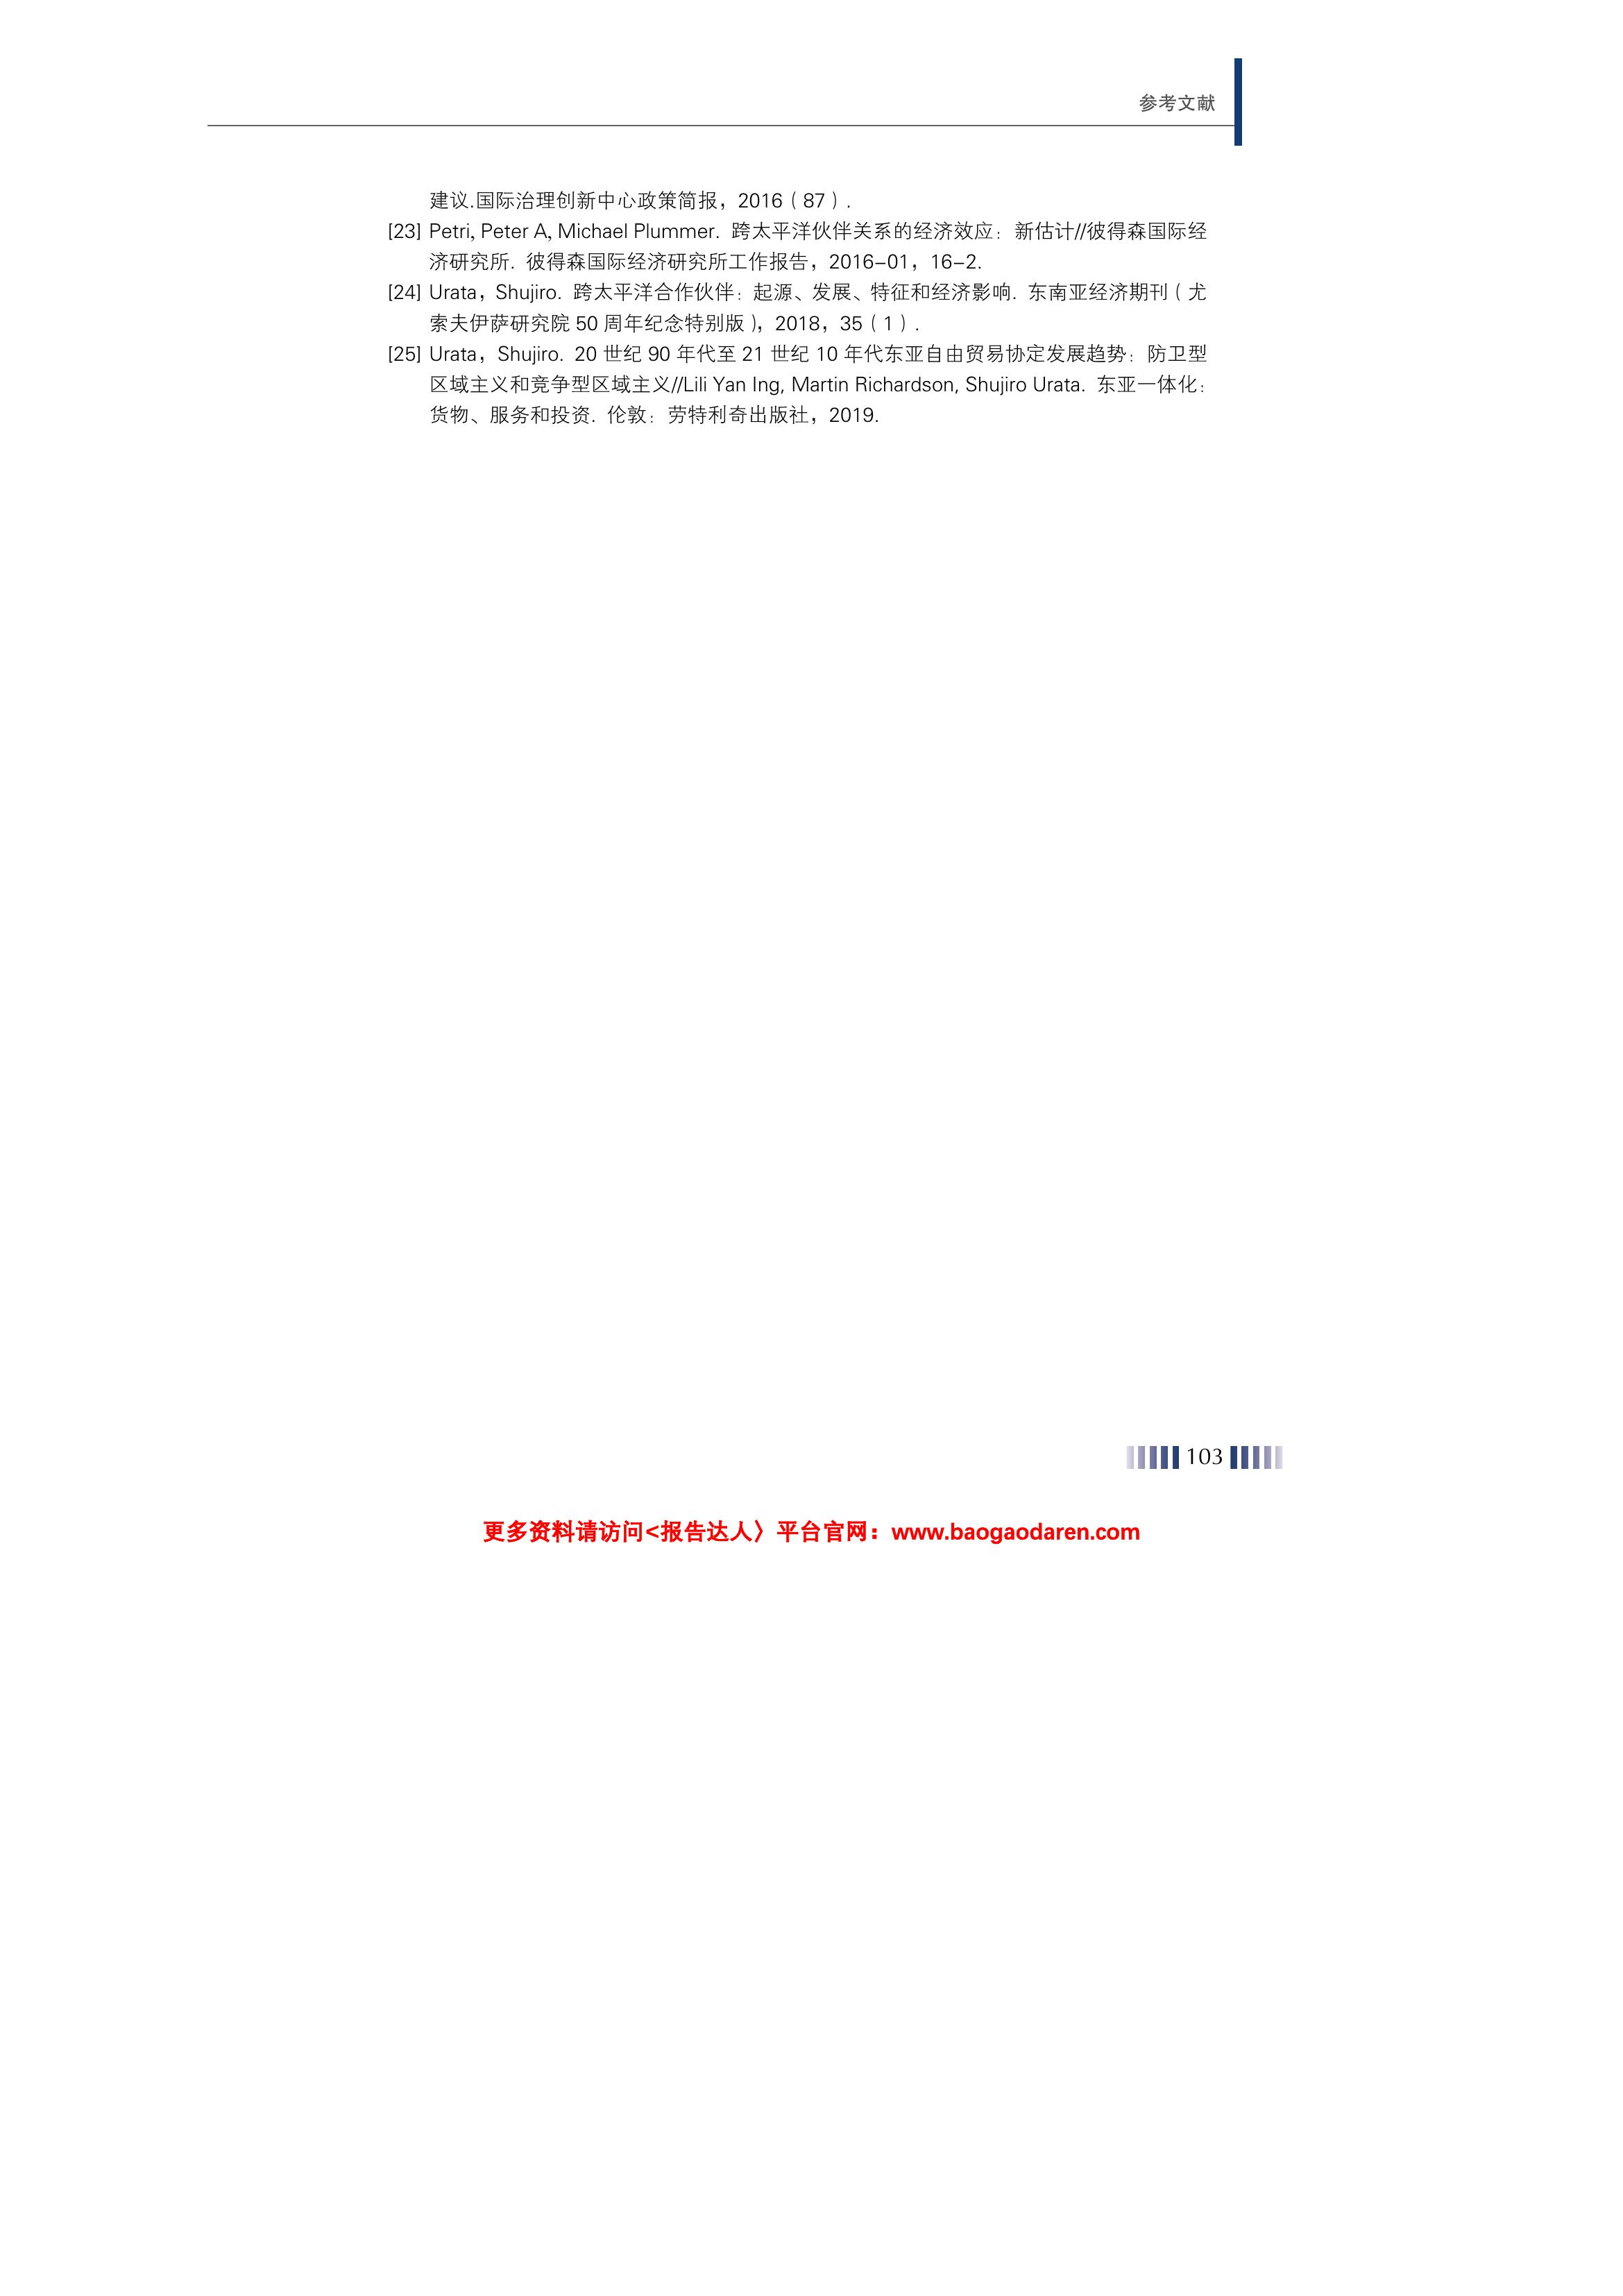 参考文献
建议.国际治理创新中心政策简报，2016（87）.
[23] Petri, Peter A, Michael Plummer. 跨太平洋伙伴关系的经济效应：新估计//彼得森国际经
济研究所. 彼得森国际经济研究所工作报告，2016–01，16–2.
[24] Urata，Shujiro. 跨太平洋合作伙伴：起源、发展、特征和经济影响. 东南亚经济期刊（尤
索夫伊萨研究院 50 周年纪念特别版），2018，35（1）.
[25] Urata，Shujiro. 20 世纪 90 年代至 21 世纪 10 年代东亚自由贸易协定发展趋势：防卫型
区域主义和竞争型区域主义//Lili Yan Ing, Martin Richardson, Shujiro Urata. 东亚一体化：
货物、服务和投资. 伦敦：劳特利奇出版社，2019.
103
更多资料请访问<报告达人〉平台官网：www.baogaodaren.com